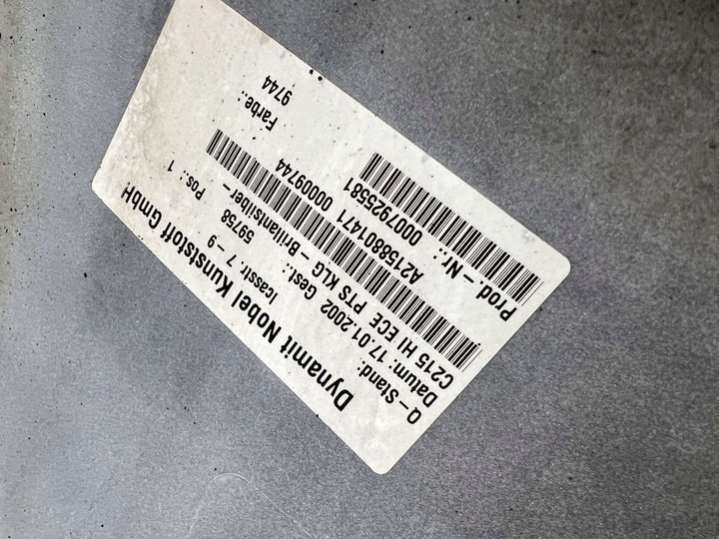 Dynamit Nobel Kunststoff GmbH
Icasstr. 7 – 9
Q – Stand: 59758 Pos.: 1
Datum: 17.01.2002 Gest.:
C215 HI ECE PTS KLG – Brillantsilber –
A2158801471 00009744
Farbe.:
9744
Prod – Nr.: 0007925581